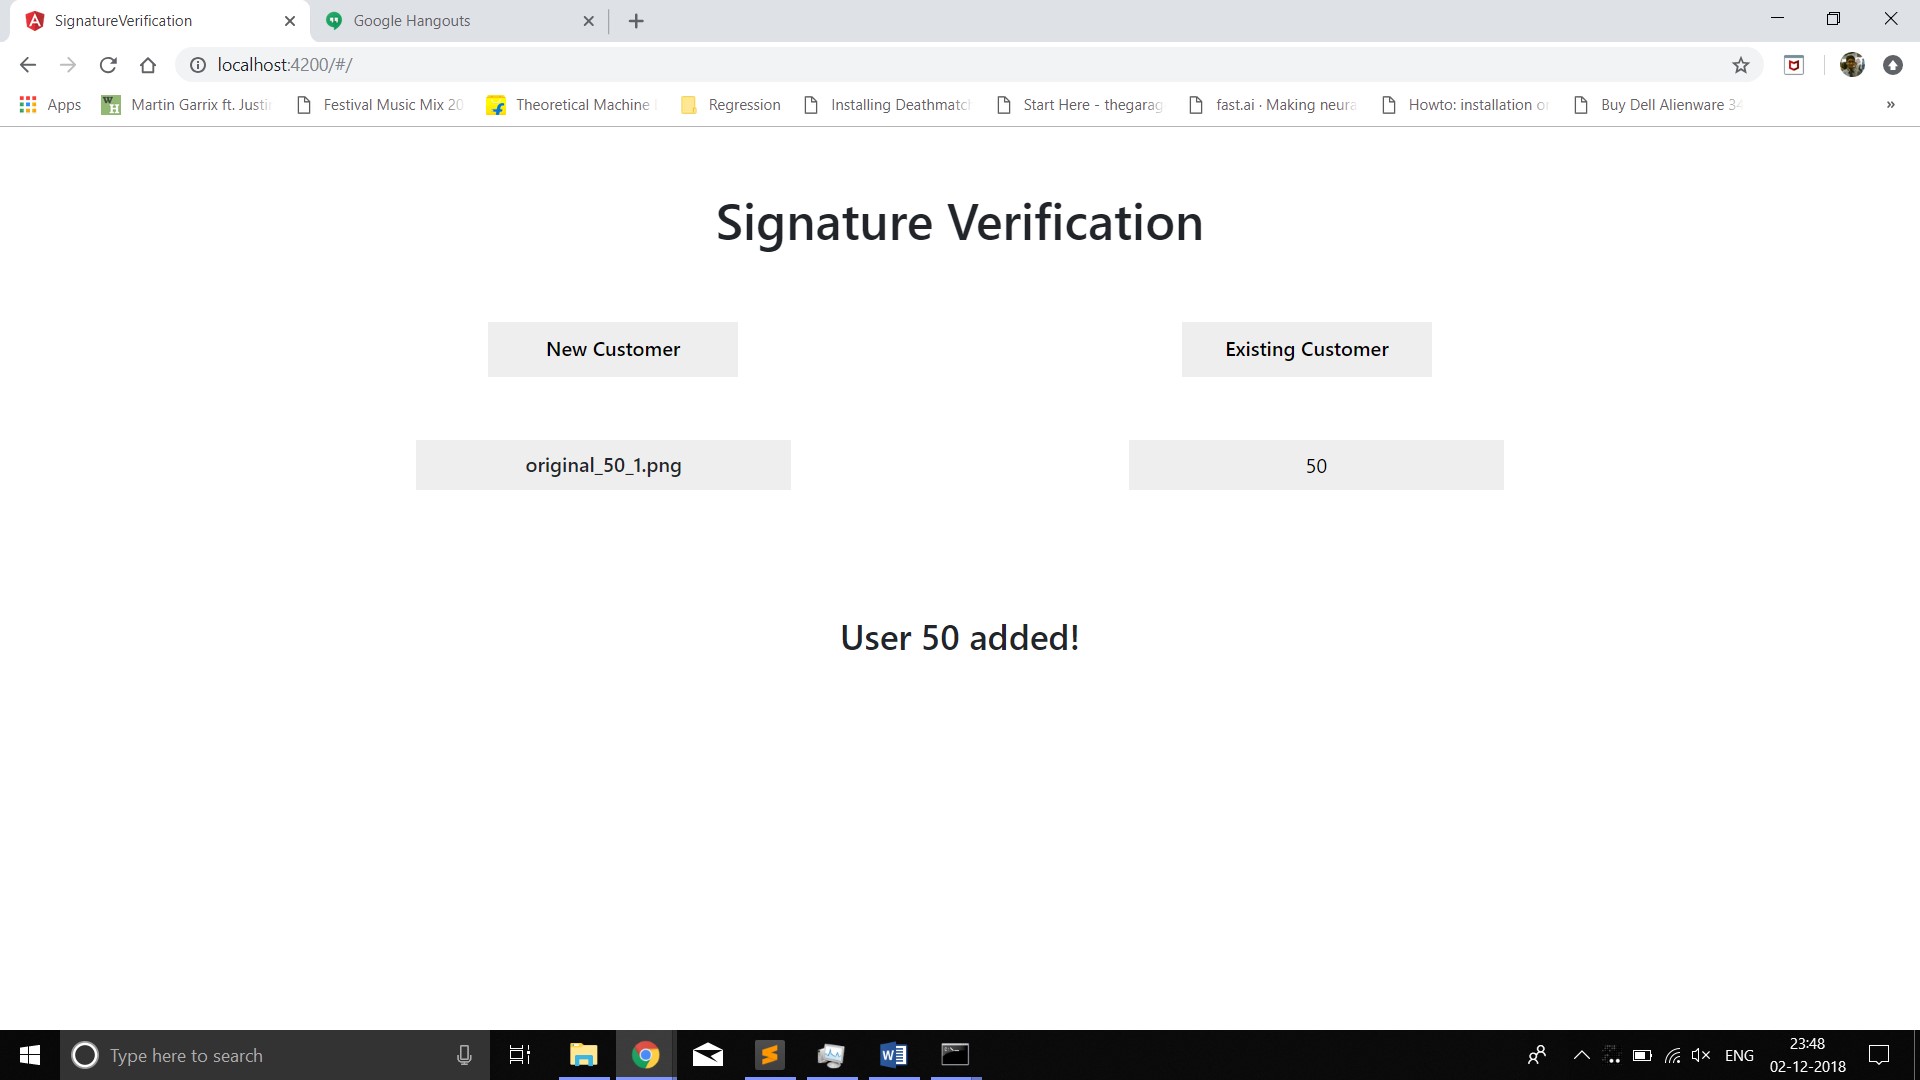 SignatureVerification
Google Hangouts
localhost:4200/#/
Apps
Martin Garrix ft. Justi
Festival Music Mix 20
Theoretical Machine
Regression
Installing Deathmatc
Start Here - thegarag
fast.ai · Making neura
Howto: installation o
Buy Dell Alienware 34
»
Signature Verification
New Customer
Existing Customer
original_50_1.png
50
User 50 added!
Type here to search
ENG
23:48
02-12-2018